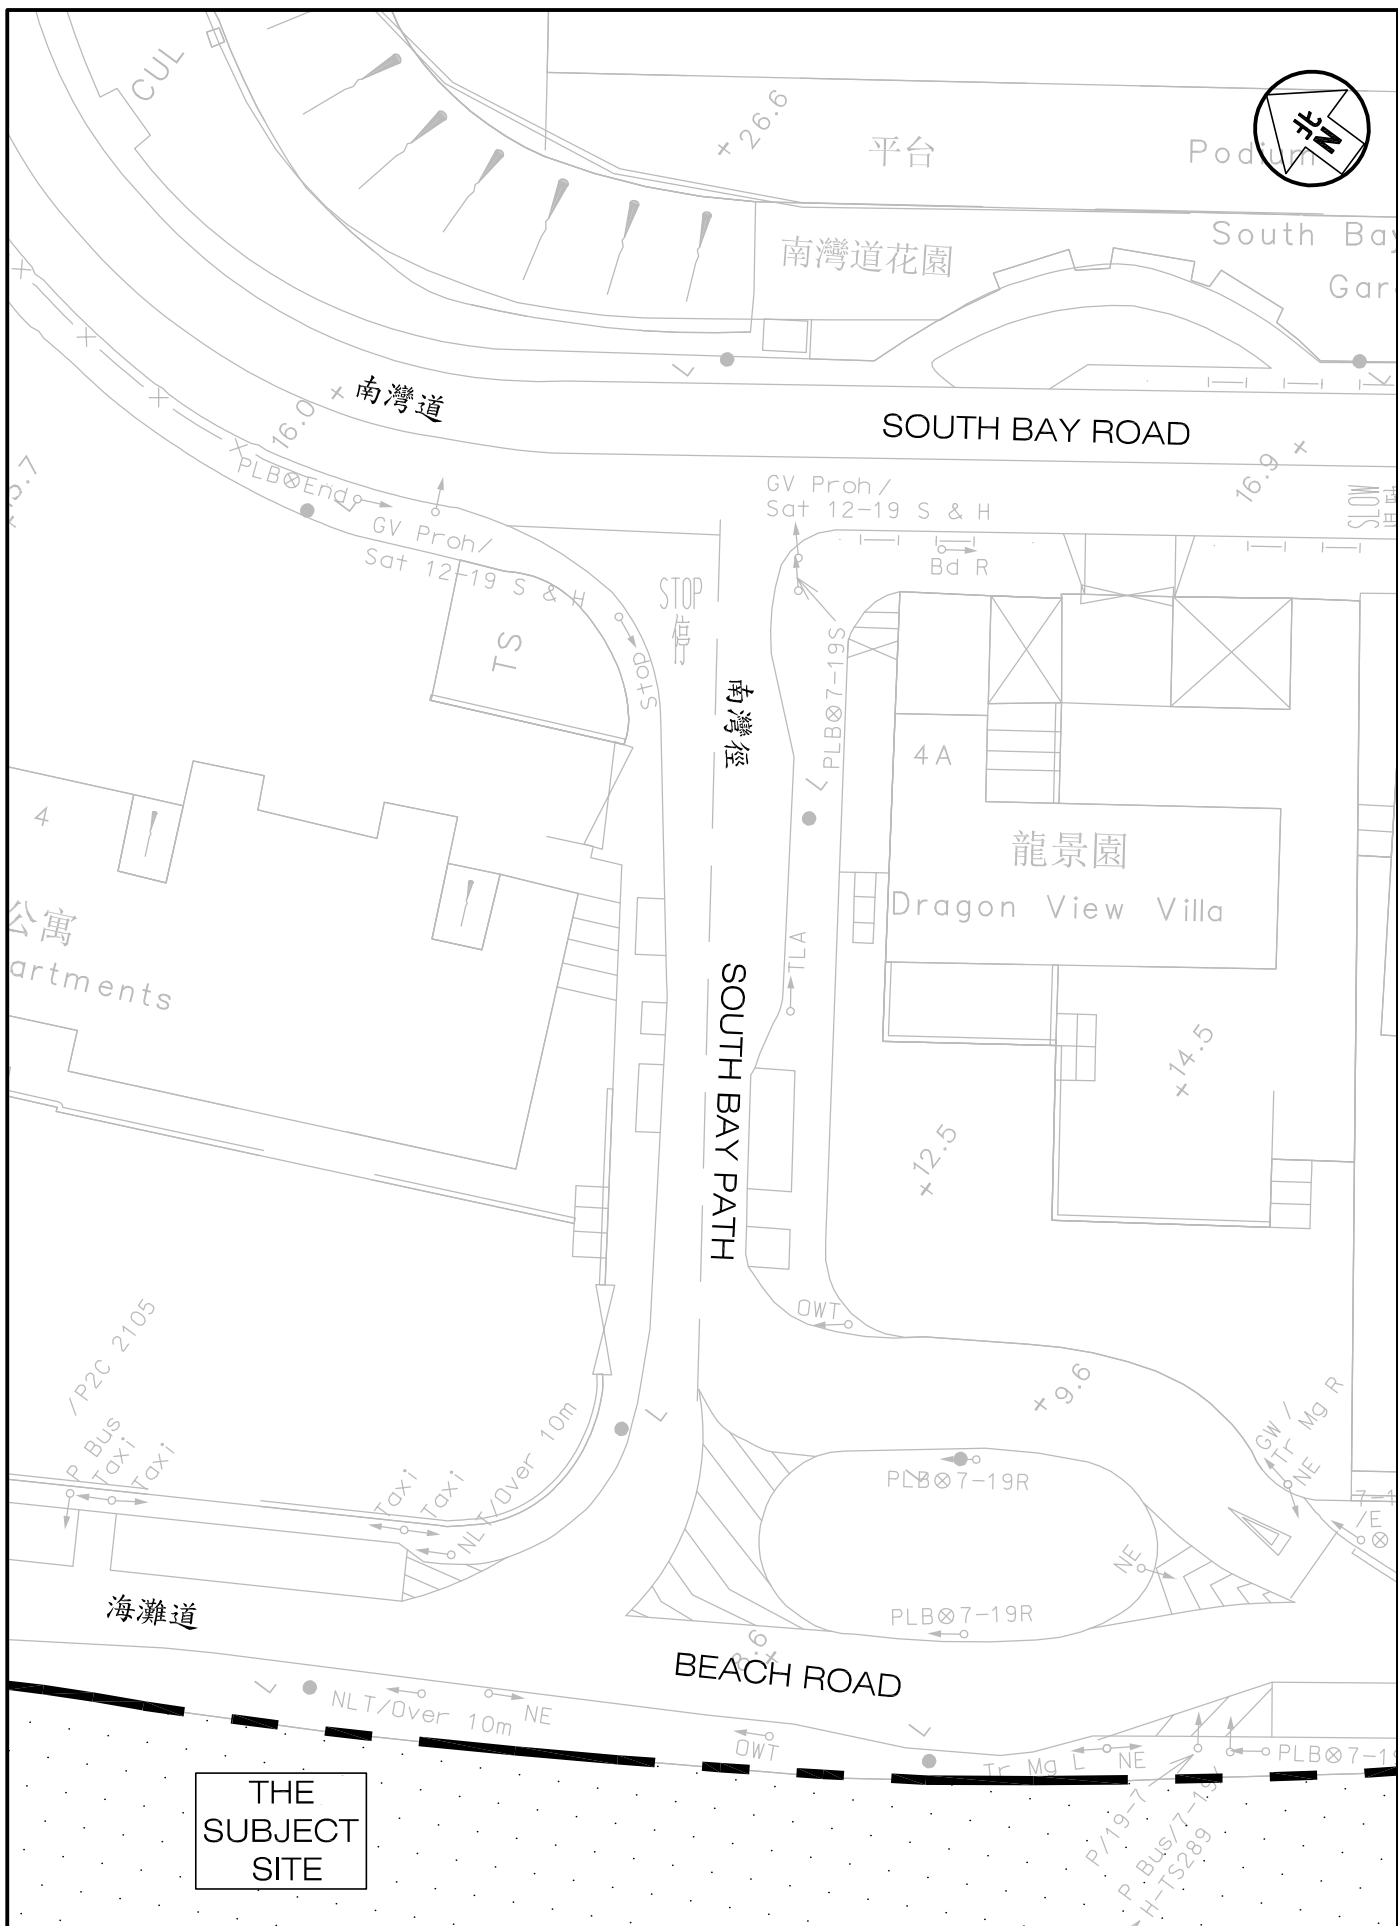 CUL
26.6
平台
Podium
北
N
南灣道花園
South Bay
Gar
南灣道
SOUTH BAY ROAD
16.0
16.9
PLB⊗End
GV Proh/
Sat 12-19 S & H
GV Proh/
Sat 12-19 S & H
SLOW
Bd R
STOP
停
TS
Stop
PLB⊗7-19S
南灣徑
4A
4
龍景園
Dragon View Villa
公寓
artments
TLA
SOUTH BAY PATH
14.5
12.5
OWT
/P2C 2105
9.6
P Bus
Taxi
Taxi
Taxi
Taxi
NLT/Over 10m
GW /
Tr Mg R
NE
PLB⊗7-19R
/E ⊗
NE
PLB⊗7-19R
海灘道
8.6
BEACH ROAD
NLT/Over 10m
NE
OWT
Tr Mg L
NE
PLB⊗7-19
P/19-7
P Bus/7-19/
H-TS289
THE
SUBJECT
SITE
L
L
L
L
L
L
L
L